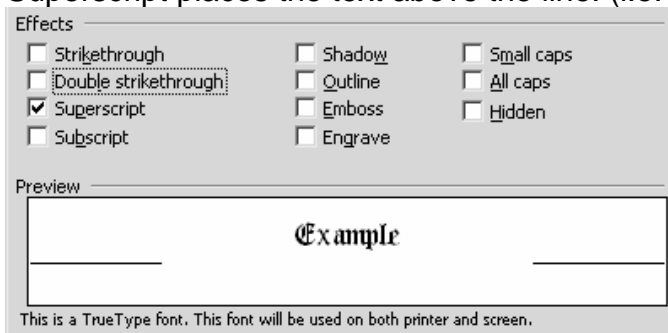 Superscript places the text above the line. (i.e.
Effects
Strikethrough Shadow Small caps
Double strikethrough Outline All caps
Superscript Emboss Hidden
Subscript Engrave
Preview
Example
This is a TrueType font. This font will be used on both printer and screen.